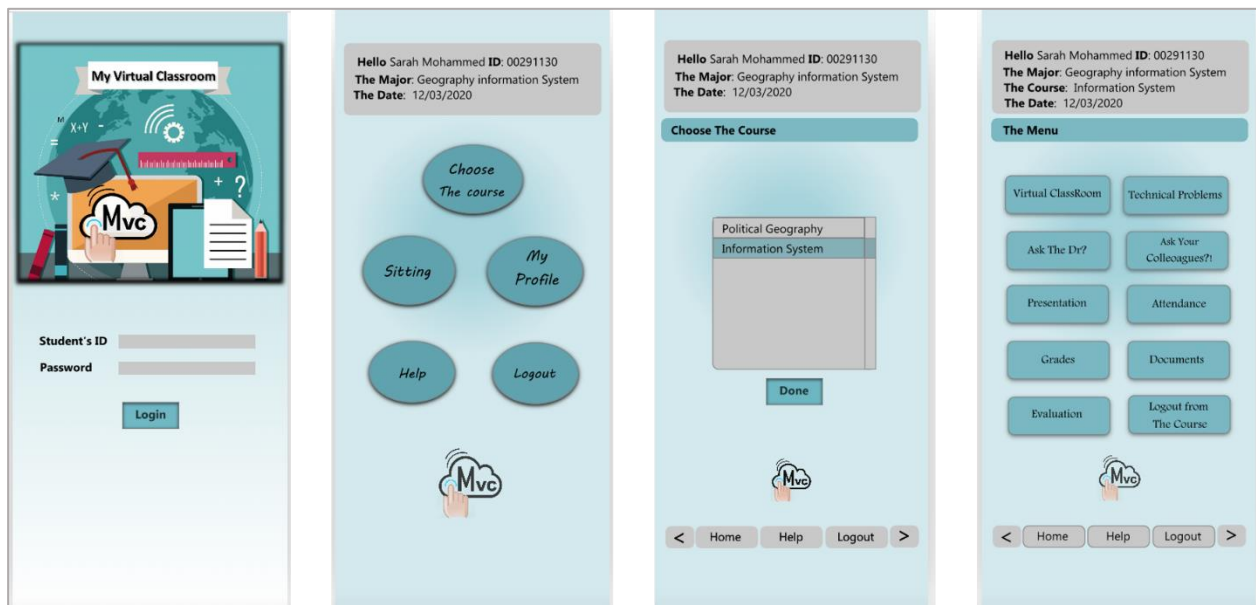 My Virtual Classroom
M
X+Y -
=
*
+ ?
Mvc
Student's ID
Password
Login
Hello Sarah Mohammed ID: 00291130
The Major: Geography information System
The Date: 12/03/2020
Choose
The course
Sitting
My
Profile
Help
Logout
Mvc
Hello Sarah Mohammed ID: 00291130
The Major: Geography information System
The Date: 12/03/2020
Choose The Course
Political Geography
Information System
Done
Mvc
< Home Help Logout >
Hello Sarah Mohammed ID: 00291130
The Major: Geography information System
The Course: Information System
The Date: 12/03/2020
The Menu
Virtual ClassRoom
Technical Problems
Ask The Dr?
Ask Your
Colleoagues?!
Presentation
Attendance
Grades
Documents
Evaluation
Logout from
The Course
Mvc
< Home Help Logout >